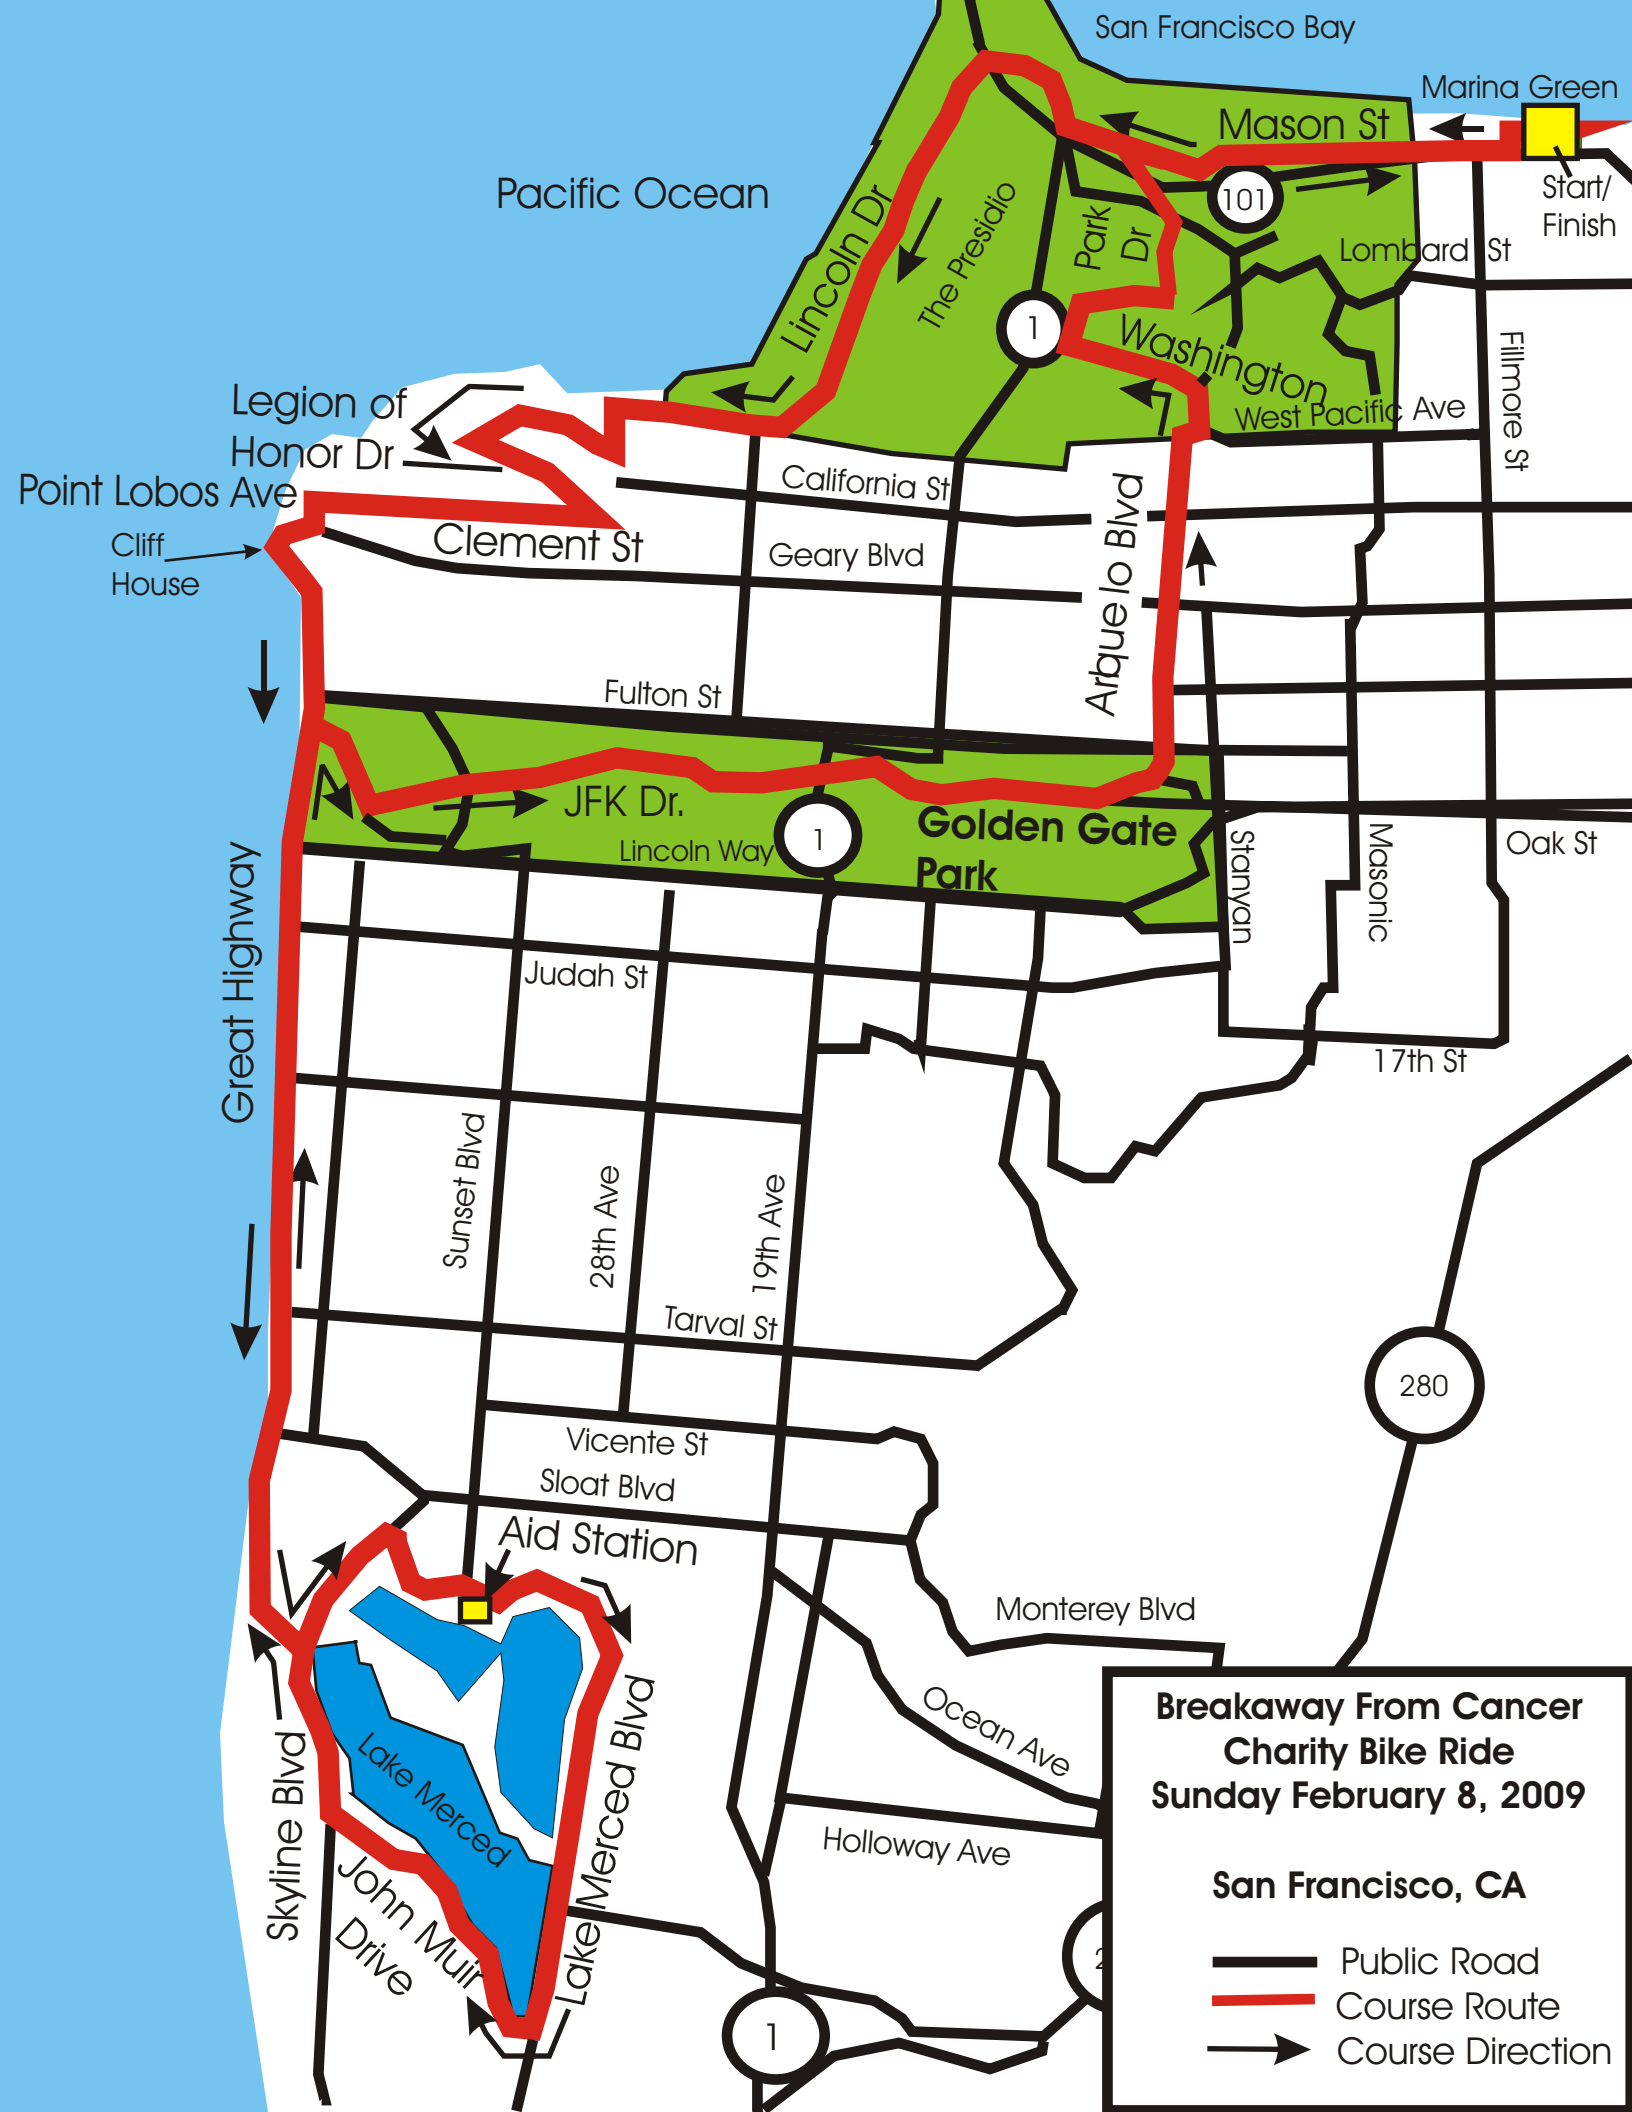 San Francisco Bay
Marina Green
Mason St
Pacific Ocean
101
Start/
Finish
Lincoln Dr
The Presidio
Park
Dr
Lombard St
1
Washington
Fillmore St
Legion of
Honor Dr
West Pacific Ave
Point Lobos Ave
California St
Cliff
House
Clement St
Geary Blvd
Arque lo Blvd
Fulton St
JFK Dr.
Golden Gate
Park
Lincoln Way
1
Stanyan
Masonic
Oak St
Great Highway
Judah St
17th St
Sunset Blvd
28th Ave
19th Ave
Tarval St
280
Vicente St
Sloat Blvd
Aid Station
Monterey Blvd
Ocean Ave
Lake Merced
Lake Merced Blvd
Skyline Blvd
John Muir
Drive
Holloway Ave
2
1
Breakaway From Cancer
Charity Bike Ride
Sunday February 8, 2009
San Francisco, CA
Public Road
Course Route
Course Direction